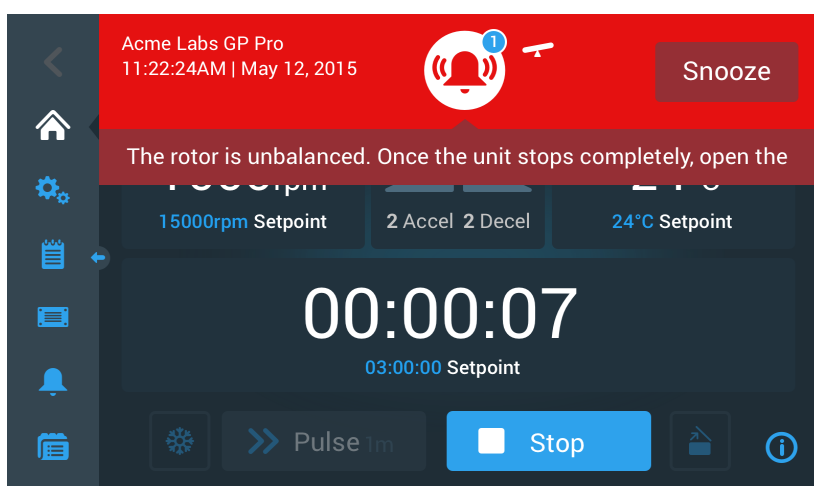 Acme Labs GP Pro
11:22:24AM | May 12, 2015
1
Snooze
The rotor is unbalanced. Once the unit stops completely, open the
rpm
15000rpm Setpoint
2 Accel 2 Decel
24°C Setpoint
00:00:07
03:00:00 Setpoint
Pulse 1m
Stop